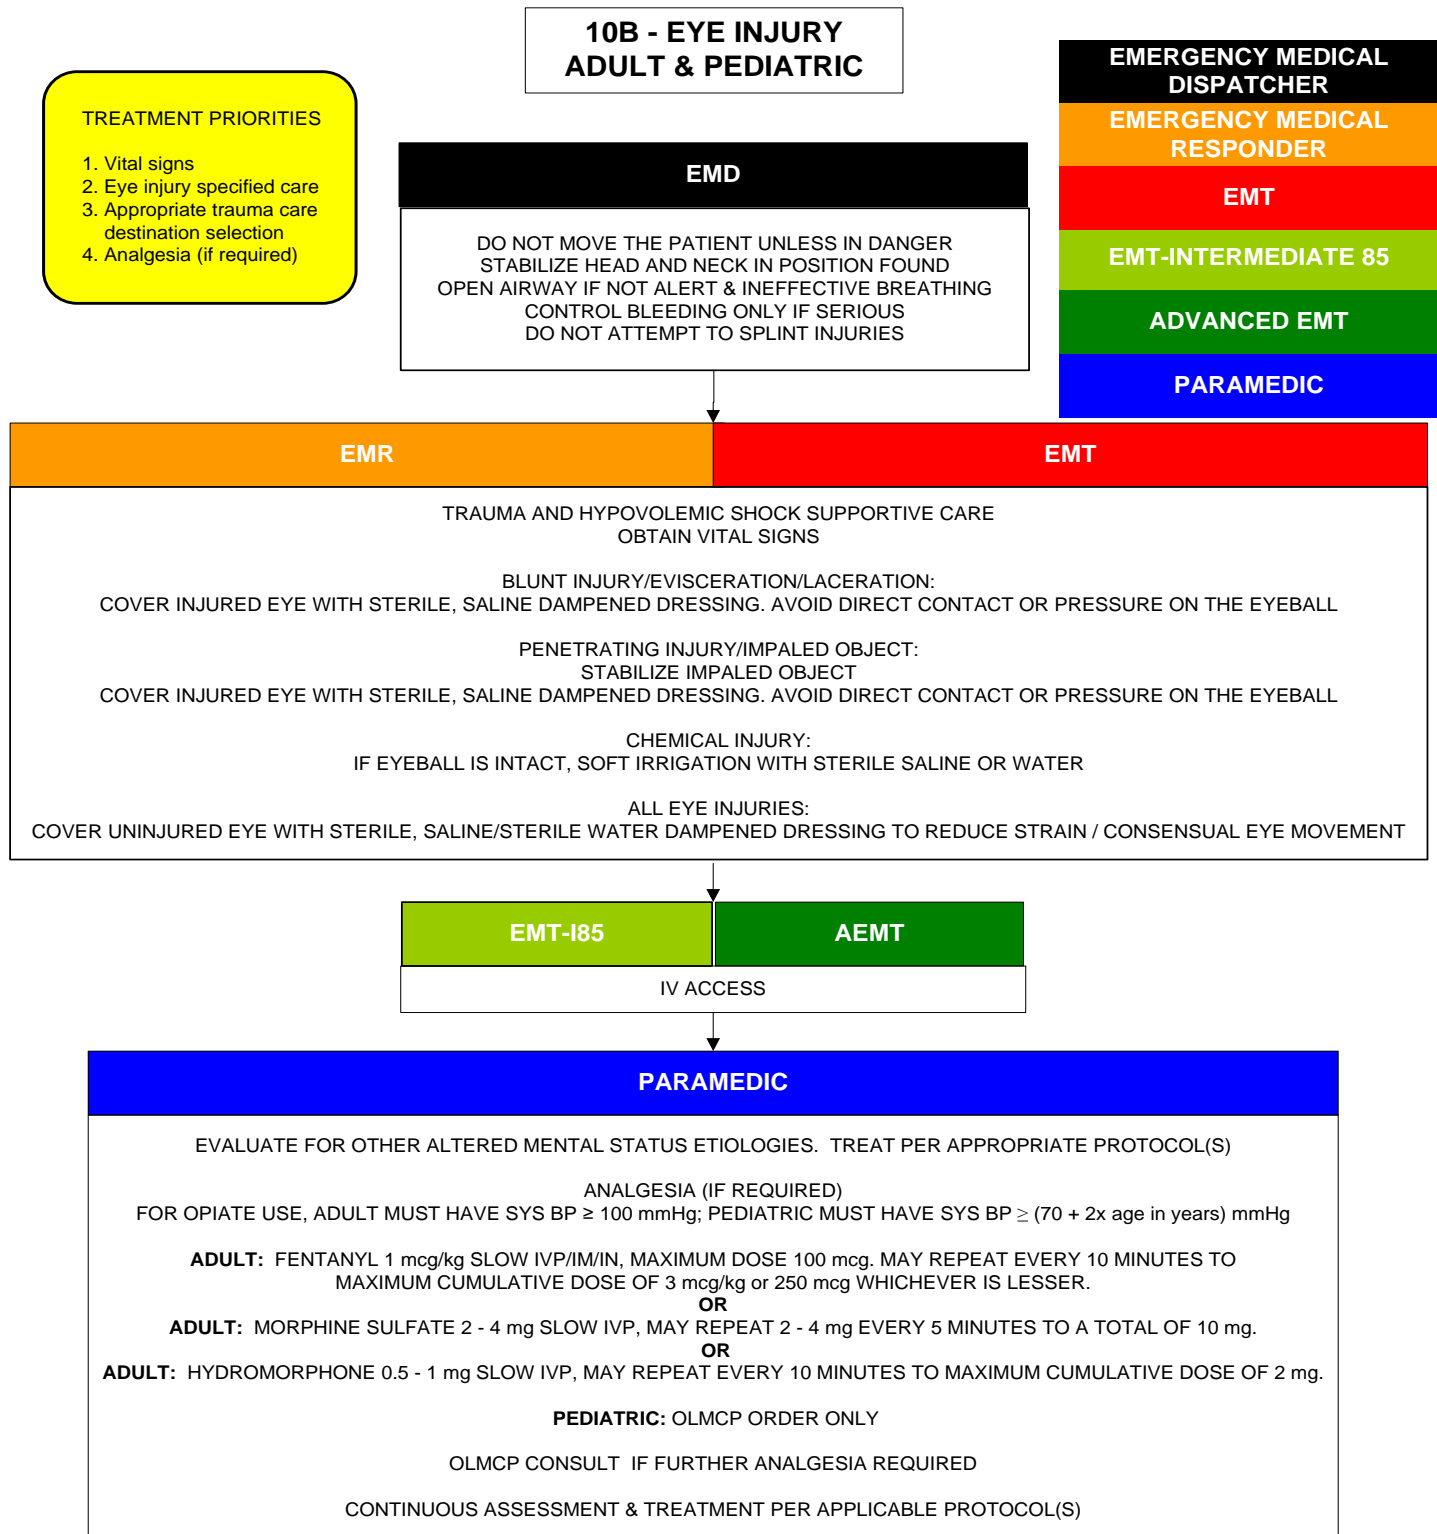 10B - EYE INJURY
ADULT & PEDIATRIC
TREATMENT PRIORITIES
1. Vital signs
2. Eye injury specified care
3. Appropriate trauma care
destination selection
4. Analgesia (if required)
EMERGENCY MEDICAL
DISPATCHER
EMERGENCY MEDICAL
RESPONDER
EMT
EMT-INTERMEDIATE 85
ADVANCED EMT
PARAMEDIC
EMD
DO NOT MOVE THE PATIENT UNLESS IN DANGER
STABILIZE HEAD AND NECK IN POSITION FOUND
OPEN AIRWAY IF NOT ALERT & INEFFECTIVE BREATHING
CONTROL BLEEDING ONLY IF SERIOUS
DO NOT ATTEMPT TO SPLINT INJURIES
EMR
EMT
TRAUMA AND HYPOVOLEMIC SHOCK SUPPORTIVE CARE
OBTAIN VITAL SIGNS
BLUNT INJURY/EVISCERATION/LACERATION:
COVER INJURED EYE WITH STERILE, SALINE DAMPENED DRESSING. AVOID DIRECT CONTACT OR PRESSURE ON THE EYEBALL
PENETRATING INJURY/IMPALED OBJECT:
STABILIZE IMPALED OBJECT
COVER INJURED EYE WITH STERILE, SALINE DAMPENED DRESSING. AVOID DIRECT CONTACT OR PRESSURE ON THE EYEBALL
CHEMICAL INJURY:
IF EYEBALL IS INTACT, SOFT IRRIGATION WITH STERILE SALINE OR WATER
ALL EYE INJURIES:
COVER UNINJURED EYE WITH STERILE, SALINE/STERILE WATER DAMPENED DRESSING TO REDUCE STRAIN / CONSENSUAL EYE MOVEMENT
EMT-I85
AEMT
IV ACCESS
PARAMEDIC
EVALUATE FOR OTHER ALTERED MENTAL STATUS ETIOLOGIES.  TREAT PER APPROPRIATE PROTOCOL(S)
ANALGESIA (IF REQUIRED)
FOR OPIATE USE, ADULT MUST HAVE SYS BP ≥ 100 mmHg; PEDIATRIC MUST HAVE SYS BP ≥ (70 + 2x age in years) mmHg
ADULT:  FENTANYL 1 mcg/kg SLOW IVP/IM/IN, MAXIMUM DOSE 100 mcg. MAY REPEAT EVERY 10 MINUTES TO
MAXIMUM CUMULATIVE DOSE OF 3 mcg/kg or 250 mcg WHICHEVER IS LESSER.
OR
ADULT:  MORPHINE SULFATE 2 - 4 mg SLOW IVP, MAY REPEAT 2 - 4 mg EVERY 5 MINUTES TO A TOTAL OF 10 mg.
OR
ADULT:  HYDROMORPHONE 0.5 - 1 mg SLOW IVP, MAY REPEAT EVERY 10 MINUTES TO MAXIMUM CUMULATIVE DOSE OF 2 mg.
PEDIATRIC: OLMCP ORDER ONLY
OLMCP CONSULT  IF FURTHER ANALGESIA REQUIRED
CONTINUOUS ASSESSMENT & TREATMENT PER APPLICABLE PROTOCOL(S)